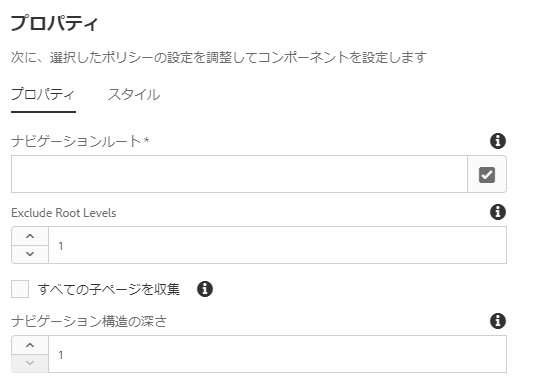 プロパティ
次に、選択したポリシーの設定を調整してコンポーネントを設定します
プロパティ スタイル
ナビゲーションルート *
Exclude Root Levels
1
すべての子ページを収集
ナビゲーション構造の深さ
1